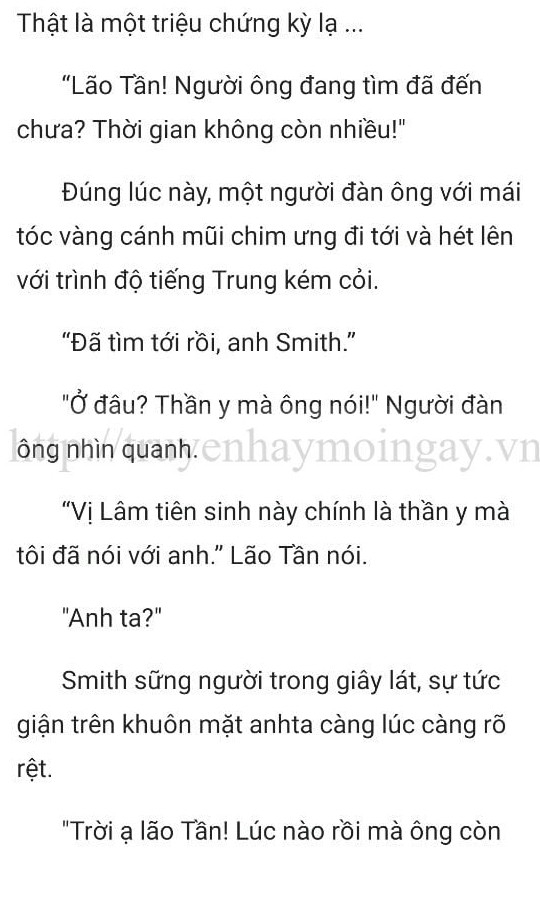 Thật là một triệu chứng kỳ lạ ...
“Lão Tần! Người ông đang tìm đã đến
chưa? Thời gian không còn nhiều!"
Đúng lúc này, một người đàn ông với mái
tóc vàng cánh mũi chim ưng đi tới và hét lên
với trình độ tiếng Trung kém cỏi.
“Đã tìm tới rồi, anh Smith.”
"Ở đâu? Thần y mà ông nói!" Người đàn
ông nhìn quanh.
http://truyenhaymoingay.vn
“Vị Lâm tiên sinh này chính là thần y mà
tôi đã nói với anh.” Lão Tần nói.
"Anh ta?"
Smith sững người trong giây lát, sự tức
giận trên khuôn mặt anhta càng lúc càng rõ
rệt.
"Trời ạ lão Tần! Lúc nào rồi mà ông còn